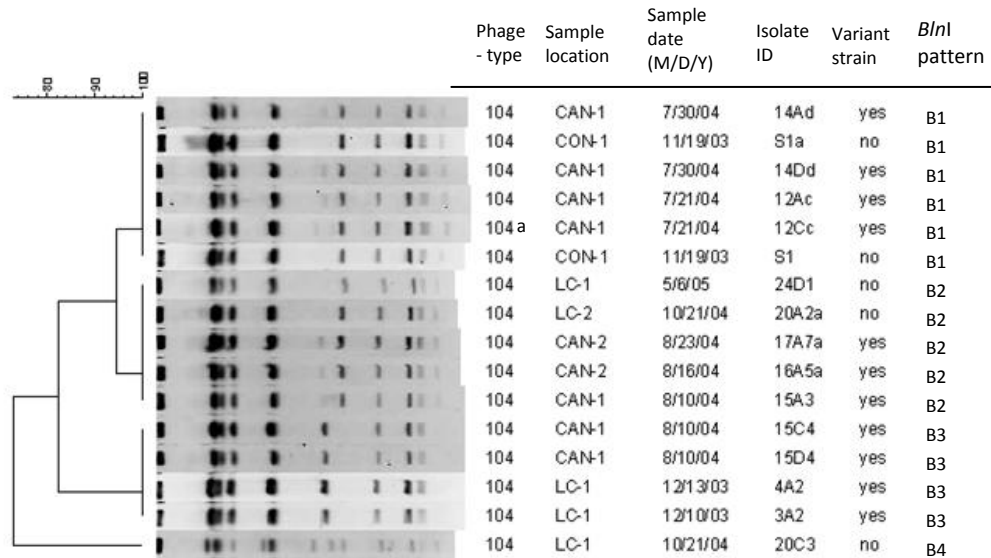 Phage Sample Sample Isolate Variant BlnI
- type location date ID strain pattern
(M/D/Y)
-80 -90 -100
104 CAN-1 7/30/04 14Ad yes B1
104 CON-1 11/19/03 S1a no B1
104 CAN-1 7/30/04 14Dd yes B1
104 CAN-1 7/21/04 12Ac yes B1
104 a CAN-1 7/21/04 12Cc yes B1
104 CON-1 11/19/03 S1 no B1
104 LC-1 5/6/05 24D1 no B2
104 LC-2 10/21/04 20A2a no B2
104 CAN-2 8/23/04 17A7a yes B2
104 CAN-2 8/16/04 16A5a yes B2
104 CAN-1 8/10/04 15A3 yes B2
104 CAN-1 8/10/04 15C4 yes B3
104 CAN-1 8/10/04 15D4 yes B3
104 LC-1 12/13/03 4A2 yes B3
104 LC-1 12/10/03 3A2 yes B3
104 LC-1 10/21/04 20C3 no B4